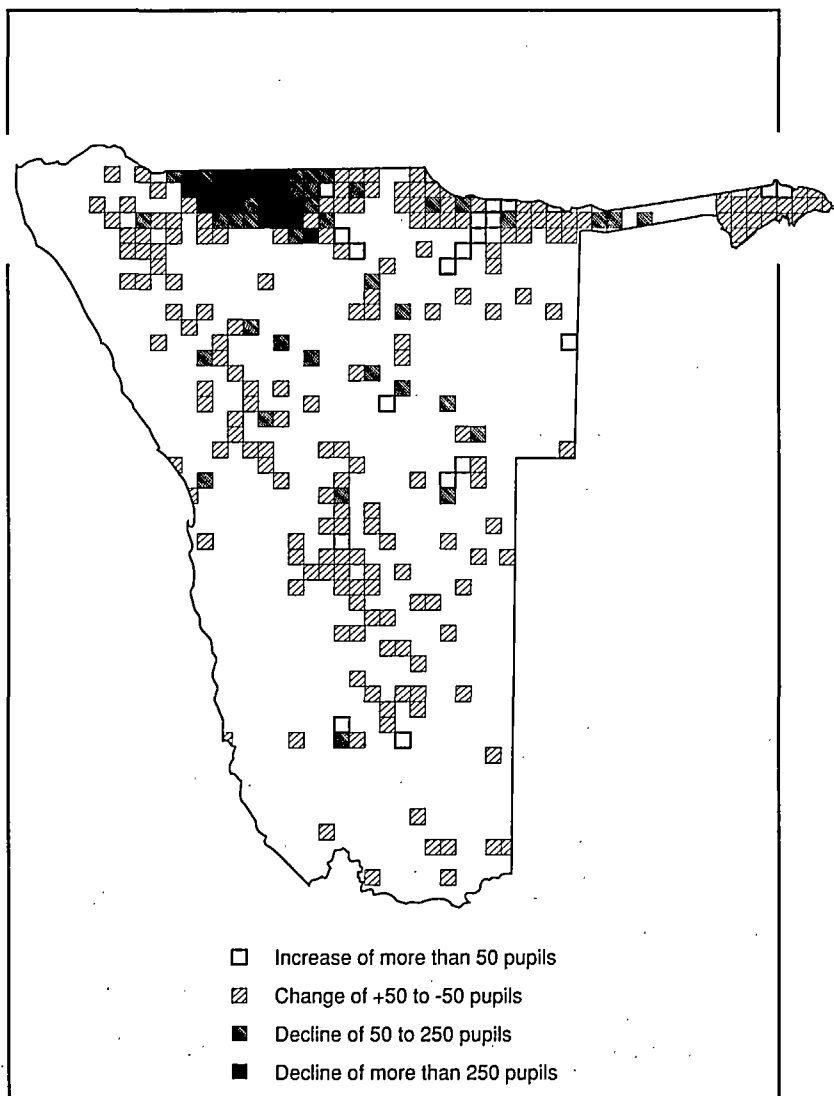 Increase of more than 50 pupils
Change of +50 to -50 pupils
Decline of 50 to 250 pupils
Decline of more than 250 pupils